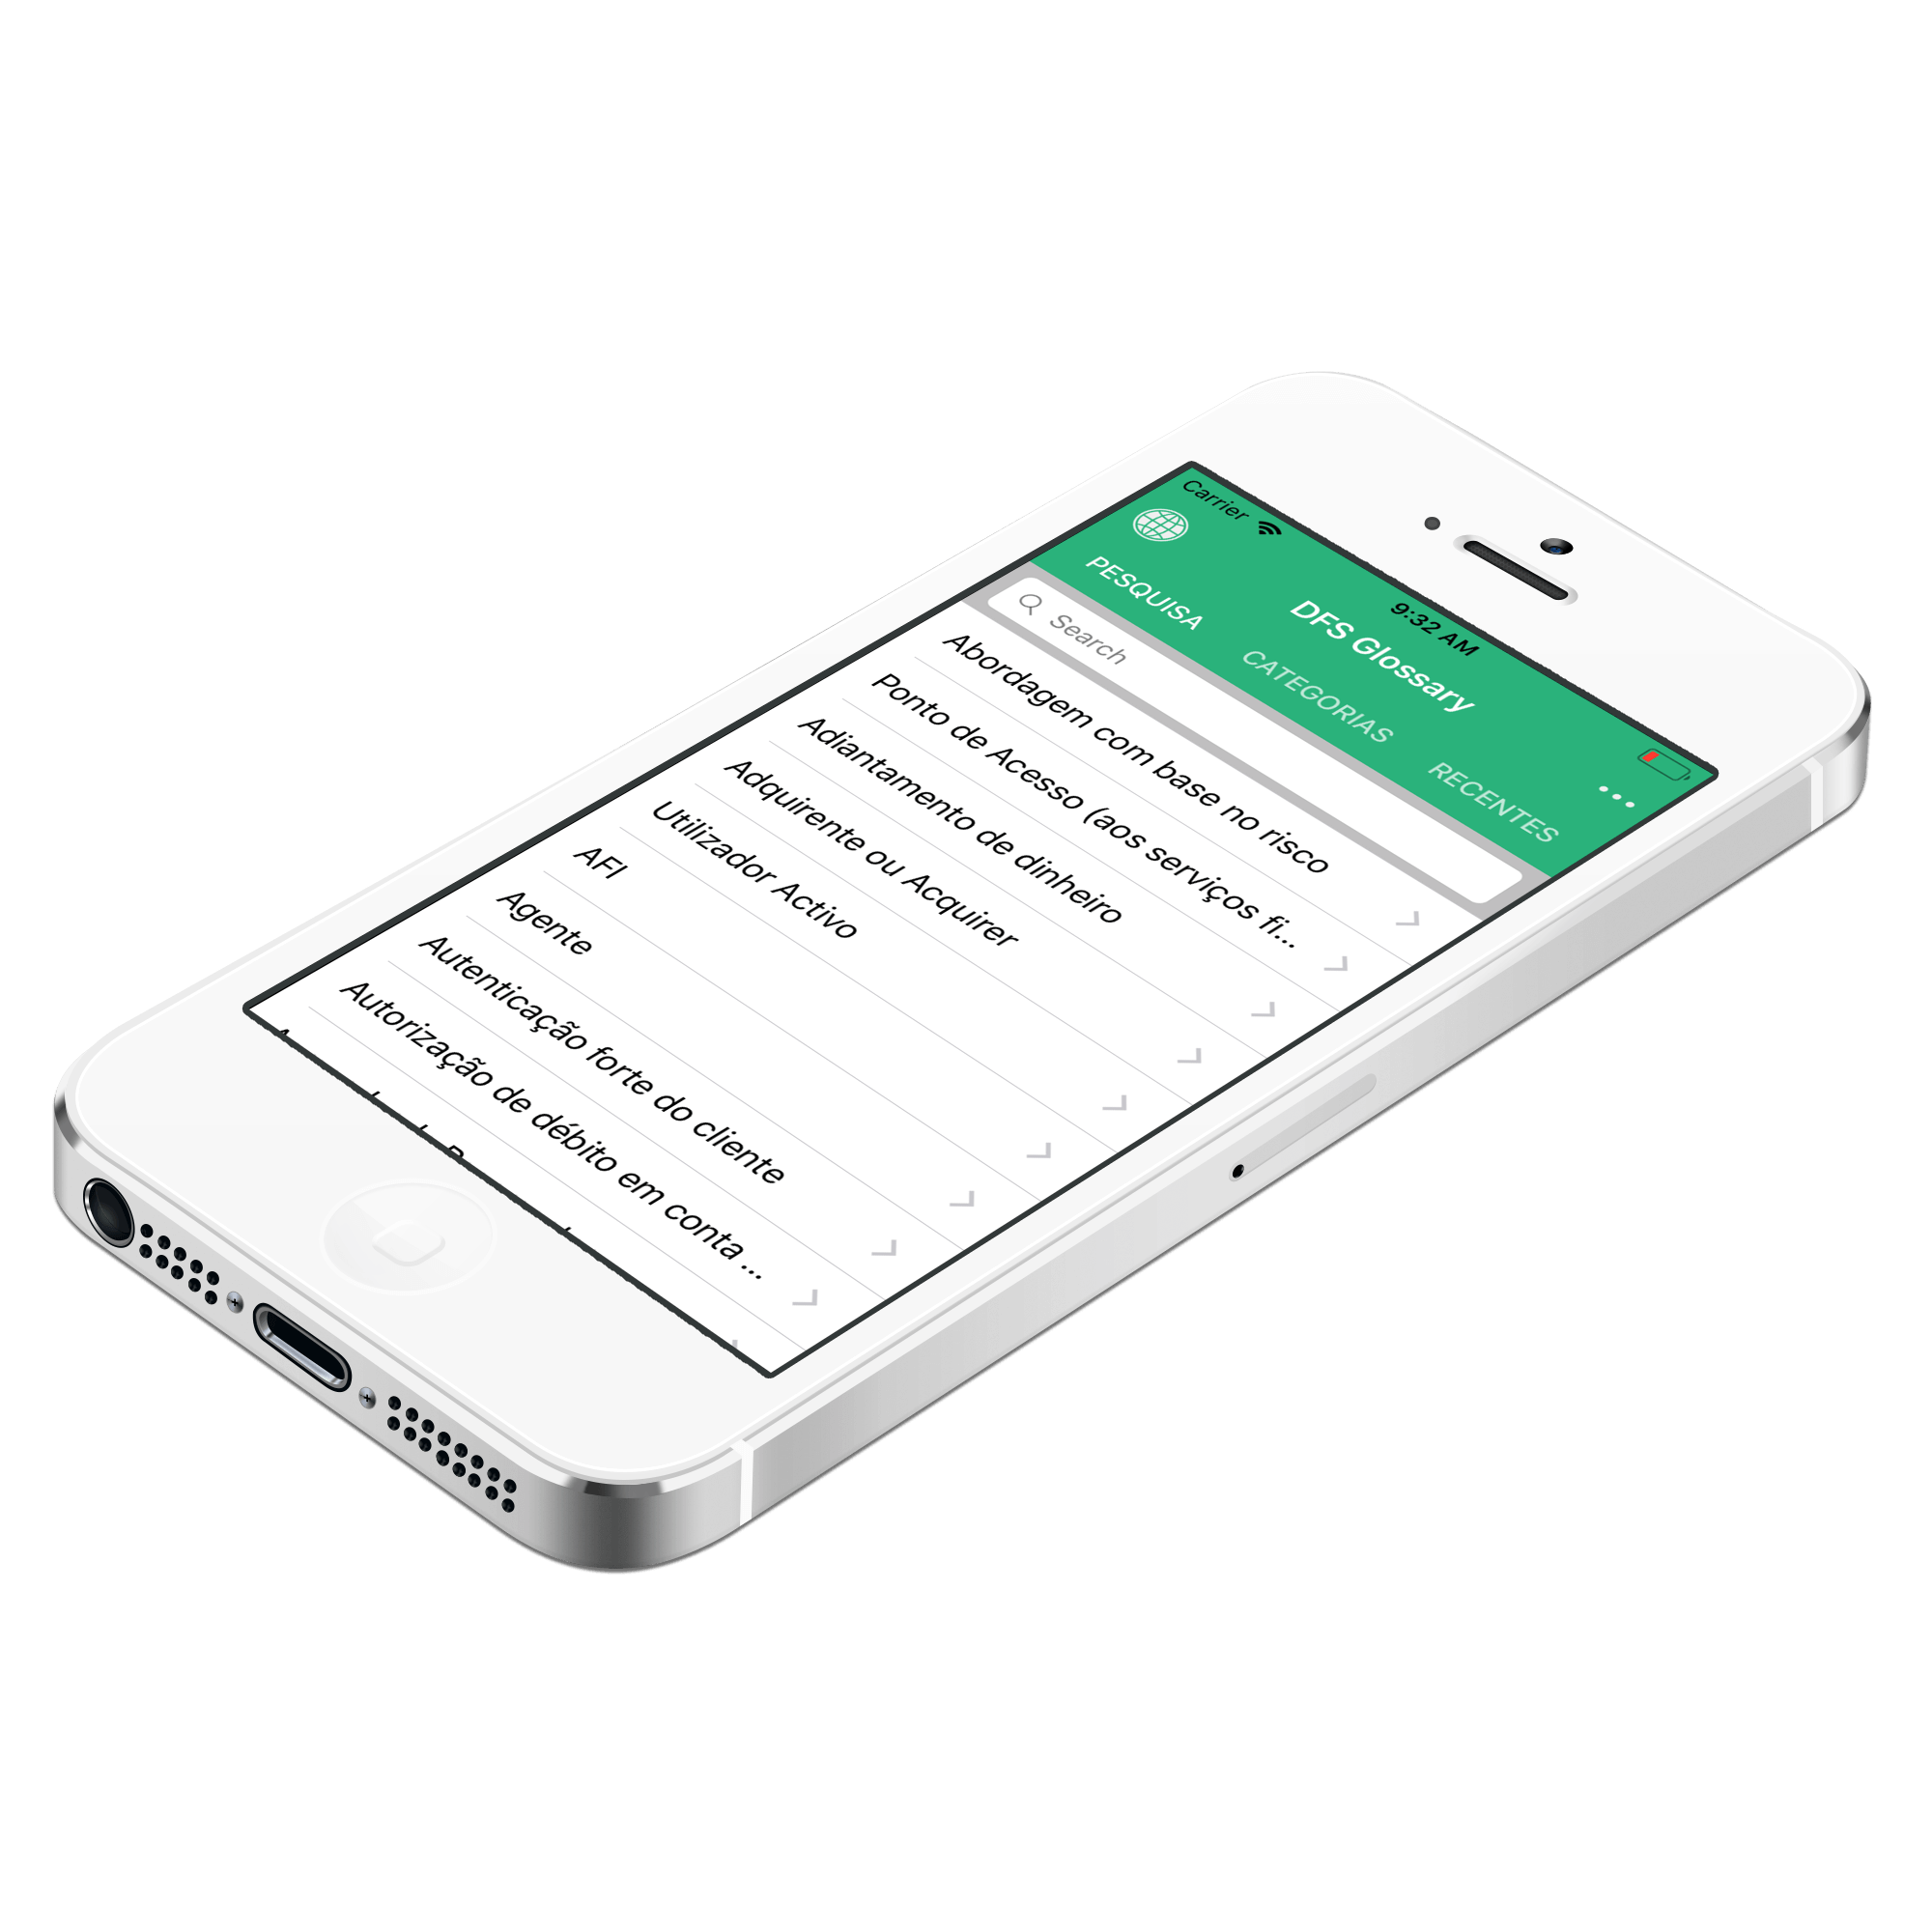 Carrier 9:32 AM
DFS Glossary
PESQUISA CATEGORIAS RECENTES
Search
Abordagem com base no risco
Ponto de Acesso (aos serviços fi...
Adiantamento de dinheiro
Adquirente ou Acquirer
Utilizador Activo
AFI
Agente
Autenticação forte do cliente
Autorização de débito em conta ...